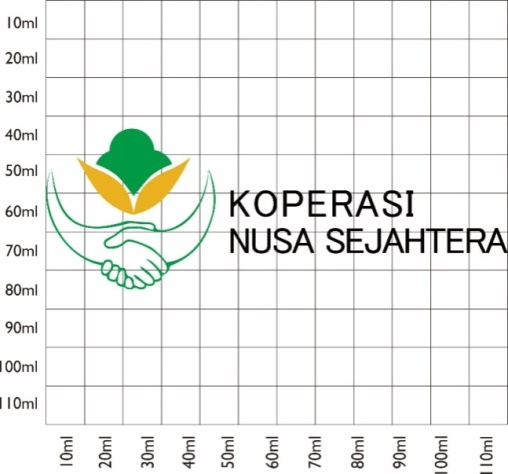 10ml
20ml
30ml
40ml
50ml
60ml
70ml
80ml
90ml
100ml
110ml
KOPERASI
NUSA SEJAHTERA
10ml
20ml
30ml
40ml
50ml
60ml
70ml
80ml
90ml
100ml
110ml